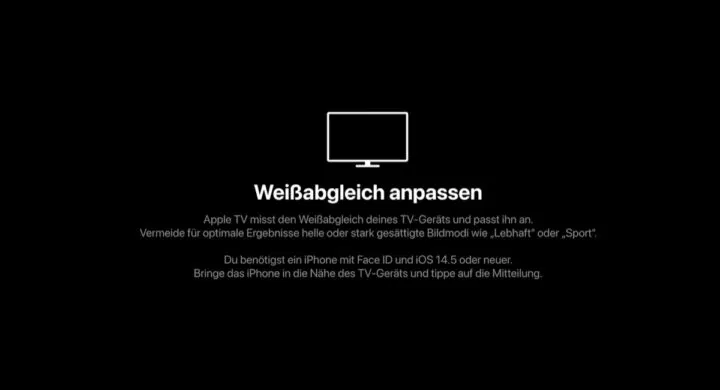 Weißabgleich anpassen
Apple TV misst den Weißabgleich deines TV-Geräts und passt ihn an.
Vermeide für optimale Ergebnisse helle oder stark gesättigte Bildmodi wie „Lebhaft“ oder „Sport“.
Du benötigst ein iPhone mit Face ID und iOS 14.5 oder neuer.
Bringe das iPhone in die Nähe des TV-Geräts und tippe auf die Mitteilung.